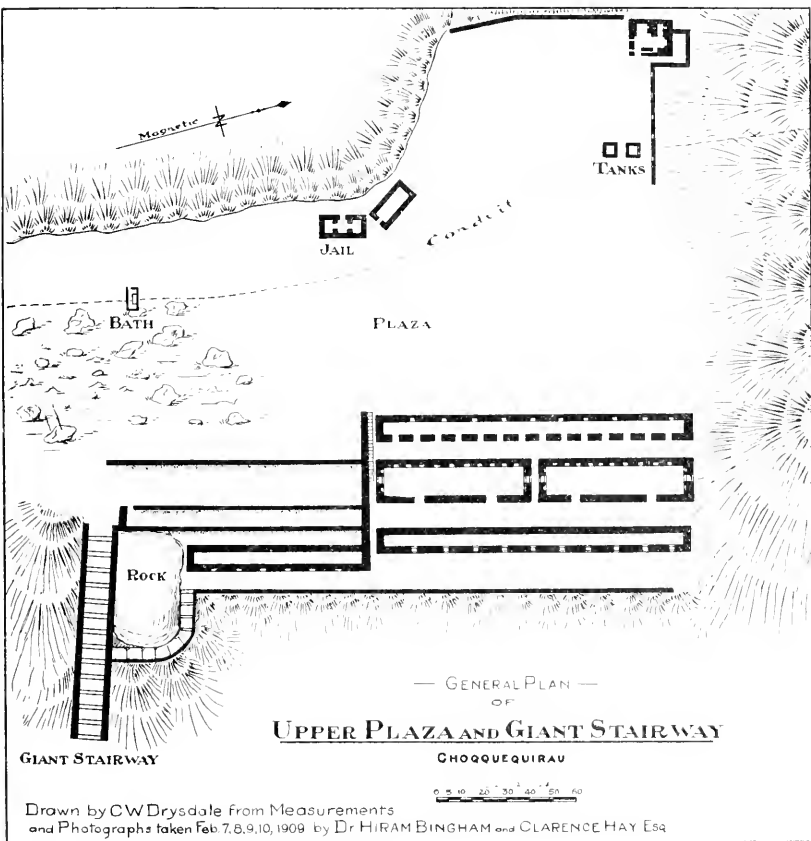 Magnetic N
TANKS
JAIL
Conduit
BATH
PLAZA
ROCK
GIANT STAIRWAY
— GENERAL PLAN —
OF
UPPER PLAZA AND GIANT STAIRWAY
CHOQQUEQUIRAU
0 5 10 20 30 40 50 60
Drawn by CW Drysdale from Measurements
and Photographs taken Feb. 7, 8, 9, 10, 1909 by Dr HIRAM BINGHAM and CLARENCE HAY Esq